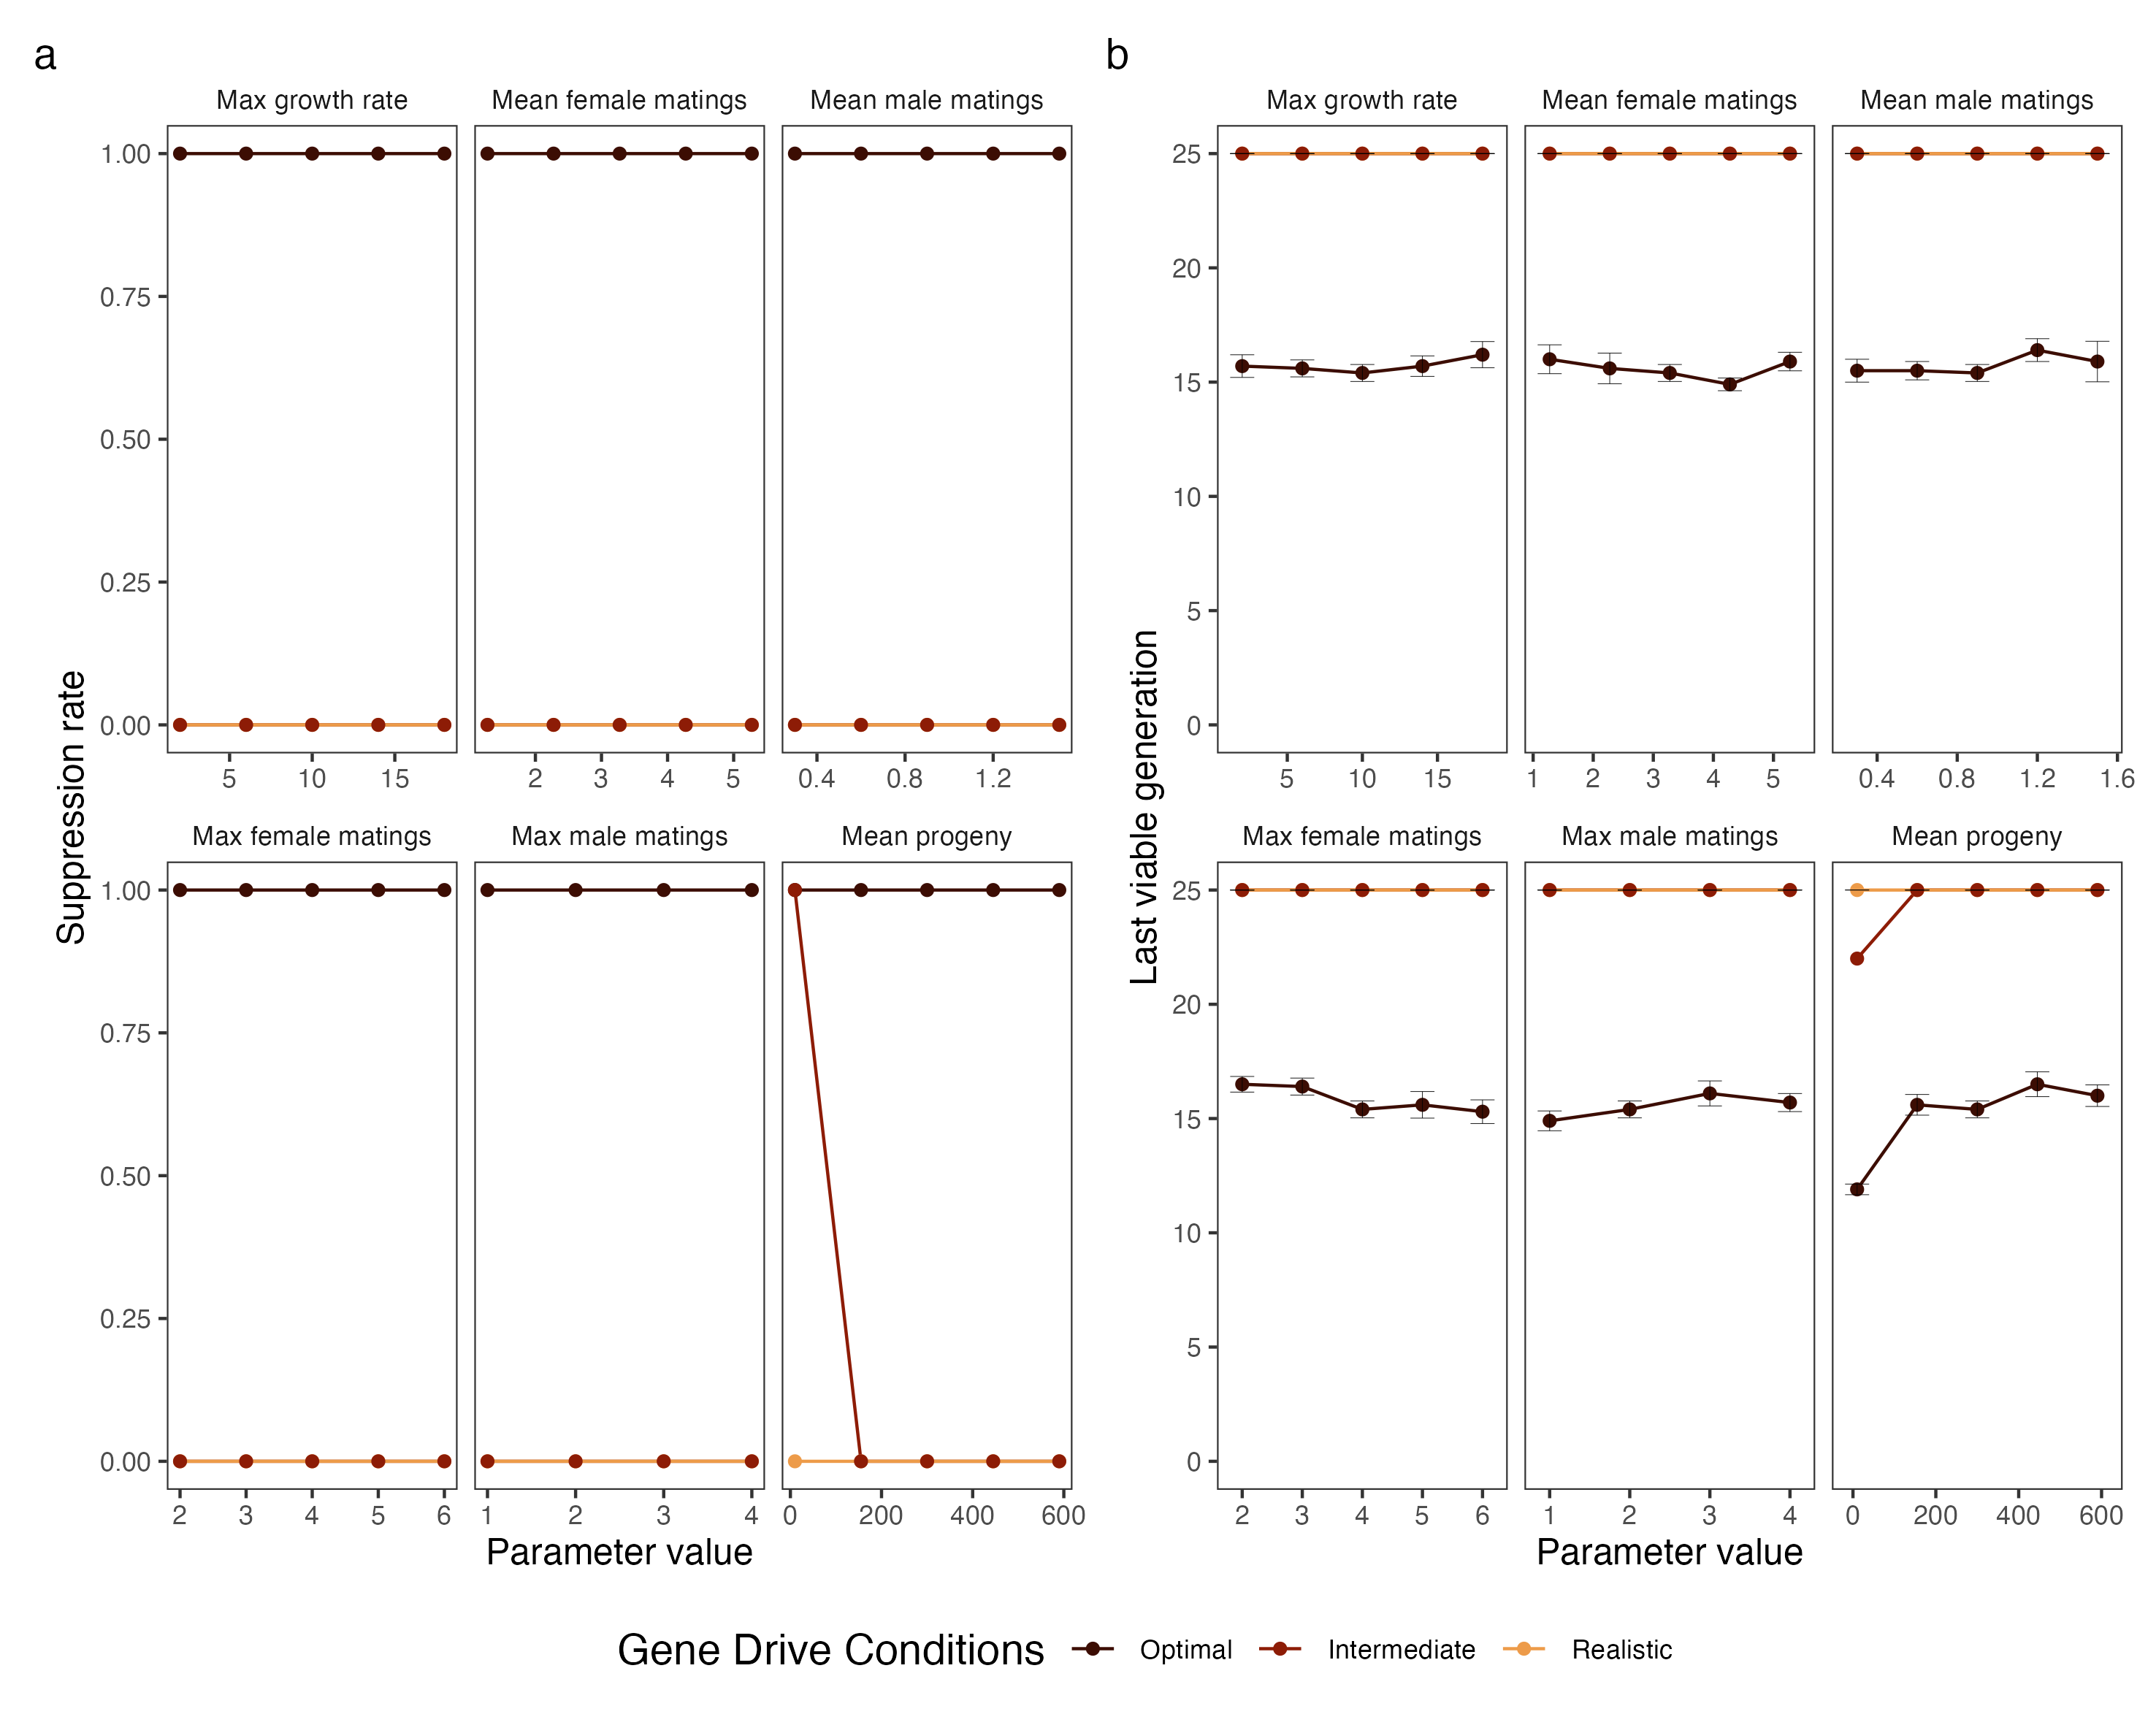 a
b
Max growth rate Mean female matings Mean male matings
Max growth rate Mean female matings Mean male matings
1.00
0.75
0.50
0.25
0.00
5 10 15
2 3 4 5
0.4 0.8 1.2
25
20
15
10
5
0
5 10 15
1 2 3 4 5
0.4 0.8 1.2 1.6
Suppression rate
Last viable generation
Max female matings Max male matings Mean progeny
Max female matings Max male matings Mean progeny
1.00
0.75
0.50
0.25
0.00
2 3 4 5 6
1 2 3 4
0 200 400 600
25
20
15
10
5
0
2 3 4 5 6
1 2 3 4
0 200 400 600
Parameter value
Parameter value
Gene Drive Conditions Optimal Intermediate Realistic